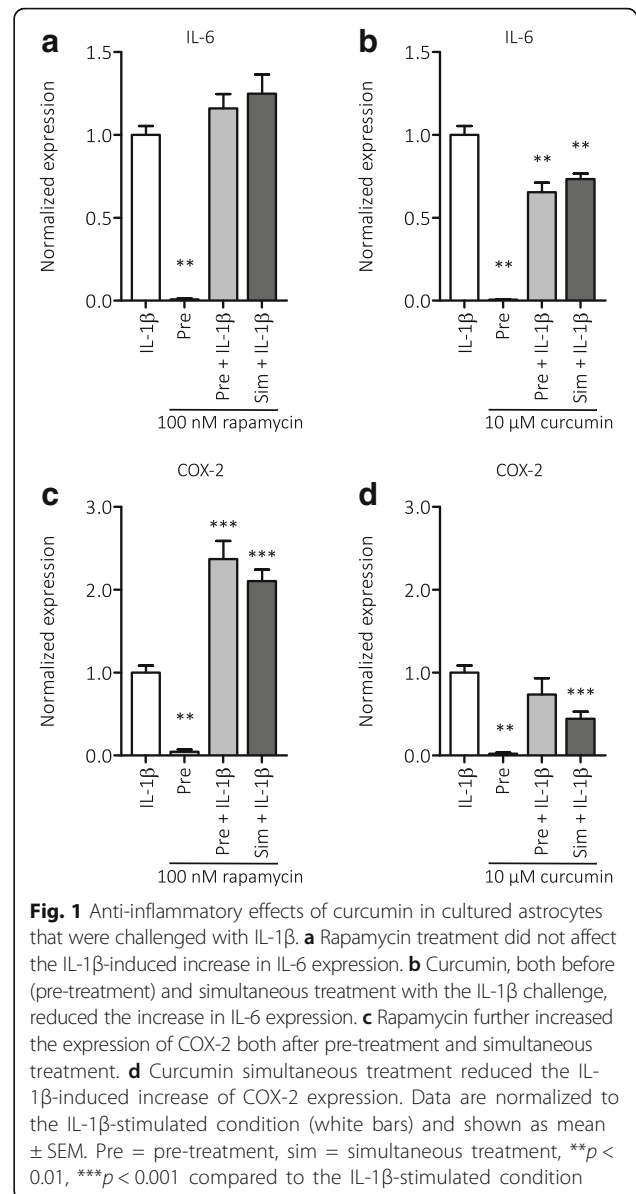 a
IL-6
Normalized expression
1.5
1.0
0.5
0.0
**
IL-1β
Pre
Pre + IL-1β
Sim + IL-1β
100 nM rapamycin
b
IL-6
Normalized expression
1.5
1.0
0.5
0.0
**
**
**
IL-1β
Pre
Pre + IL-1β
Sim + IL-1β
10 µM curcumin
c
COX-2
Normalized expression
3.0
2.0
1.0
0.0
**
***
***
IL-1β
Pre
Pre + IL-1β
Sim + IL-1β
100 nM rapamycin
d
COX-2
Normalized expression
3.0
2.0
1.0
0.0
**
***
IL-1β
Pre
Pre + IL-1β
Sim + IL-1β
10 µM curcumin
Fig. 1 Anti-inflammatory effects of curcumin in cultured astrocytes
that were challenged with IL-1β. a Rapamycin treatment did not affect
the IL-1β-induced increase in IL-6 expression. b Curcumin, both before
(pre-treatment) and simultaneous treatment with the IL-1β challenge,
reduced the increase in IL-6 expression. c Rapamycin further increased
the expression of COX-2 both after pre-treatment and simultaneous
treatment. d Curcumin simultaneous treatment reduced the IL-
1β-induced increase of COX-2 expression. Data are normalized to
the IL-1β-stimulated condition (white bars) and shown as mean
± SEM. Pre = pre-treatment, sim = simultaneous treatment, **p <
0.01, ***p < 0.001 compared to the IL-1β-stimulated condition